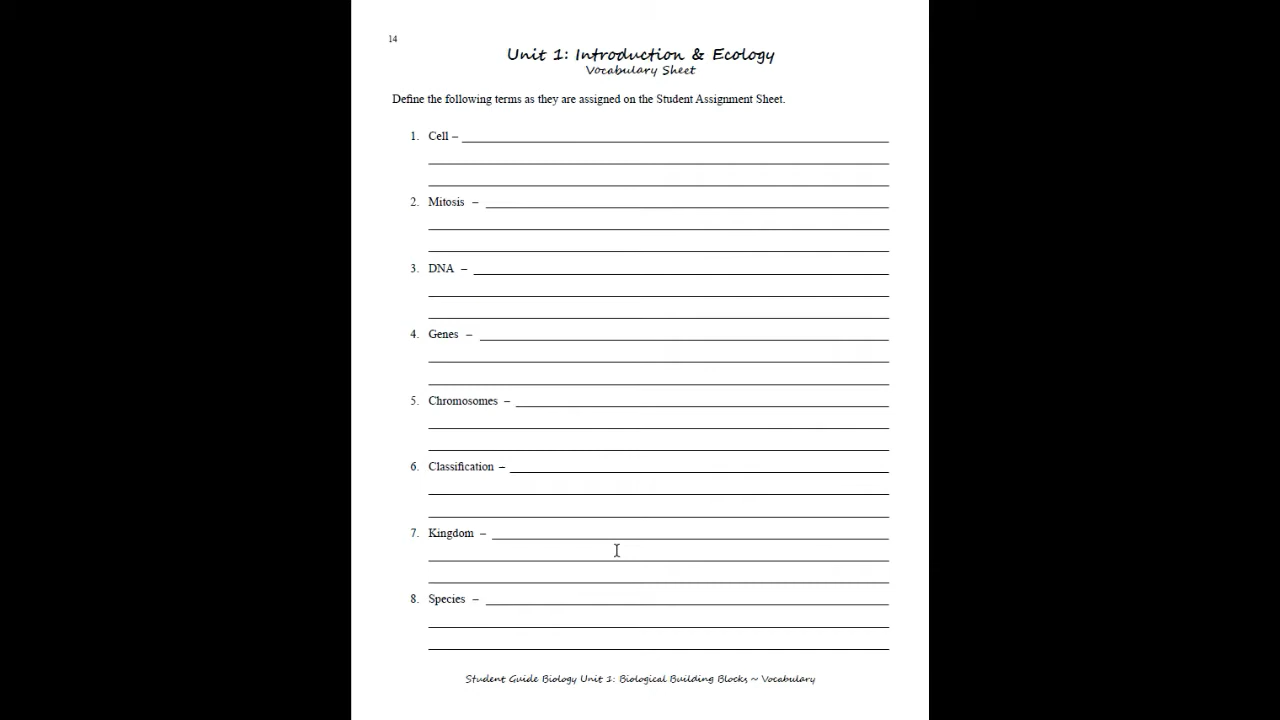 14
Unit 1: Introduction & Ecology
Vocabulary Sheet
Define the following terms as they are assigned on the Student Assignment Sheet.
1. Cell –
2. Mitosis –
3. DNA –
4. Genes –
5. Chromosomes –
6. Classification –
7. Kingdom –
8. Species –
Student Guide Biology Unit 1: Biological Building Blocks ~ Vocabulary